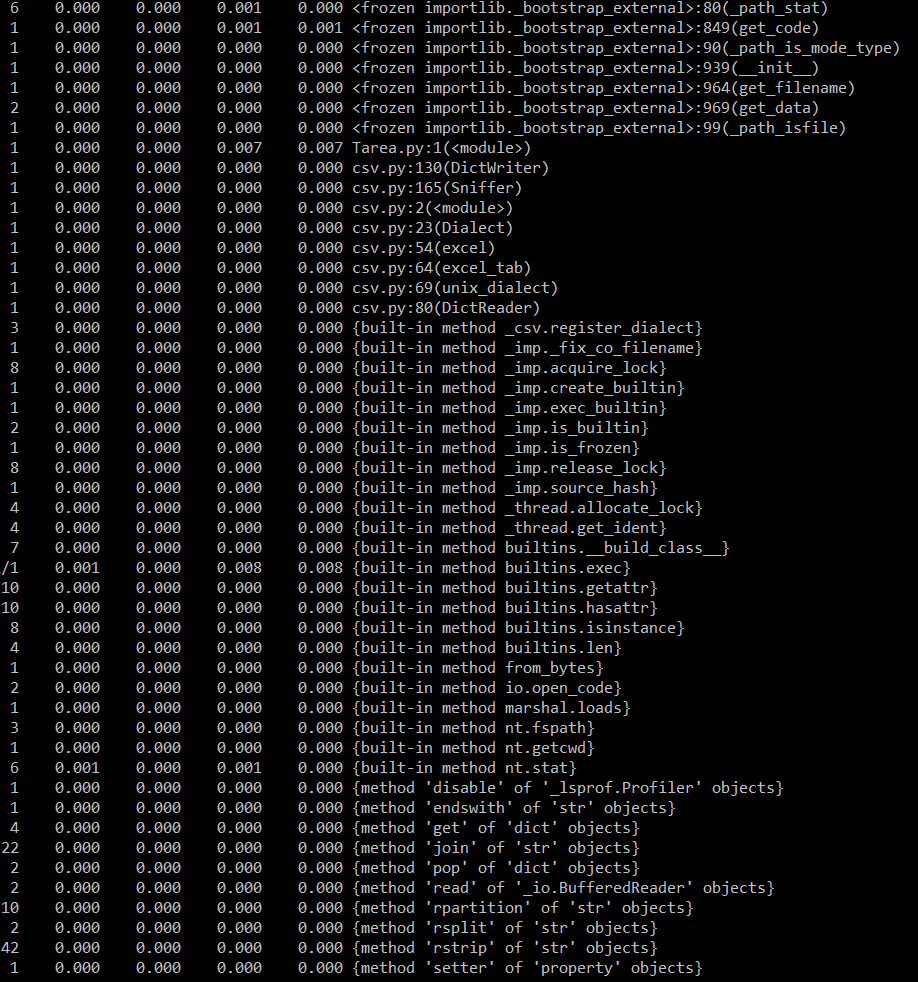 6 0.000 0.000 0.001 0.000 <frozen importlib._bootstrap_external>:80(_path_stat)
1 0.000 0.000 0.001 0.001 <frozen importlib._bootstrap_external>:849(get_code)
1 0.000 0.000 0.000 0.000 <frozen importlib._bootstrap_external>:90(_path_is_mode_type)
1 0.000 0.000 0.000 0.000 <frozen importlib._bootstrap_external>:939(__init__)
1 0.000 0.000 0.000 0.000 <frozen importlib._bootstrap_external>:964(get_filename)
2 0.000 0.000 0.000 0.000 <frozen importlib._bootstrap_external>:969(get_data)
1 0.000 0.000 0.000 0.000 <frozen importlib._bootstrap_external>:99(_path_isfile)
1 0.000 0.000 0.007 0.007 Tarea.py:1(<module>)
1 0.000 0.000 0.000 0.000 csv.py:130(DictWriter)
1 0.000 0.000 0.000 0.000 csv.py:165(Sniffer)
1 0.000 0.000 0.000 0.000 csv.py:2(<module>)
1 0.000 0.000 0.000 0.000 csv.py:23(Dialect)
1 0.000 0.000 0.000 0.000 csv.py:54(excel)
1 0.000 0.000 0.000 0.000 csv.py:64(excel_tab)
1 0.000 0.000 0.000 0.000 csv.py:69(unix_dialect)
1 0.000 0.000 0.000 0.000 csv.py:80(DictReader)
3 0.000 0.000 0.000 0.000 {built-in method _csv.register_dialect}
1 0.000 0.000 0.000 0.000 {built-in method _imp._fix_co_filename}
8 0.000 0.000 0.000 0.000 {built-in method _imp.acquire_lock}
1 0.000 0.000 0.000 0.000 {built-in method _imp.create_builtin}
1 0.000 0.000 0.000 0.000 {built-in method _imp.exec_builtin}
2 0.000 0.000 0.000 0.000 {built-in method _imp.is_builtin}
1 0.000 0.000 0.000 0.000 {built-in method _imp.is_frozen}
8 0.000 0.000 0.000 0.000 {built-in method _imp.release_lock}
1 0.000 0.000 0.000 0.000 {built-in method _imp.source_hash}
4 0.000 0.000 0.000 0.000 {built-in method _thread.allocate_lock}
4 0.000 0.000 0.000 0.000 {built-in method _thread.get_ident}
7 0.000 0.000 0.000 0.000 {built-in method builtins.__build_class__}
/1 0.001 0.000 0.008 0.008 {built-in method builtins.exec}
10 0.000 0.000 0.000 0.000 {built-in method builtins.getattr}
10 0.000 0.000 0.000 0.000 {built-in method builtins.hasattr}
8 0.000 0.000 0.000 0.000 {built-in method builtins.isinstance}
4 0.000 0.000 0.000 0.000 {built-in method builtins.len}
1 0.000 0.000 0.000 0.000 {built-in method from_bytes}
2 0.000 0.000 0.000 0.000 {built-in method io.open_code}
1 0.000 0.000 0.000 0.000 {built-in method marshal.loads}
3 0.000 0.000 0.000 0.000 {built-in method nt.fspath}
1 0.000 0.000 0.000 0.000 {built-in method nt.getcwd}
6 0.001 0.000 0.001 0.000 {built-in method nt.stat}
1 0.000 0.000 0.000 0.000 {method 'disable' of '_lsprof.Profiler' objects}
1 0.000 0.000 0.000 0.000 {method 'endswith' of 'str' objects}
4 0.000 0.000 0.000 0.000 {method 'get' of 'dict' objects}
22 0.000 0.000 0.000 0.000 {method 'join' of 'str' objects}
2 0.000 0.000 0.000 0.000 {method 'pop' of 'dict' objects}
2 0.000 0.000 0.000 0.000 {method 'read' of '_io.BufferedReader' objects}
10 0.000 0.000 0.000 0.000 {method 'rpartition' of 'str' objects}
2 0.000 0.000 0.000 0.000 {method 'rsplit' of 'str' objects}
42 0.000 0.000 0.000 0.000 {method 'rstrip' of 'str' objects}
1 0.000 0.000 0.000 0.000 {method 'setter' of 'property' objects}